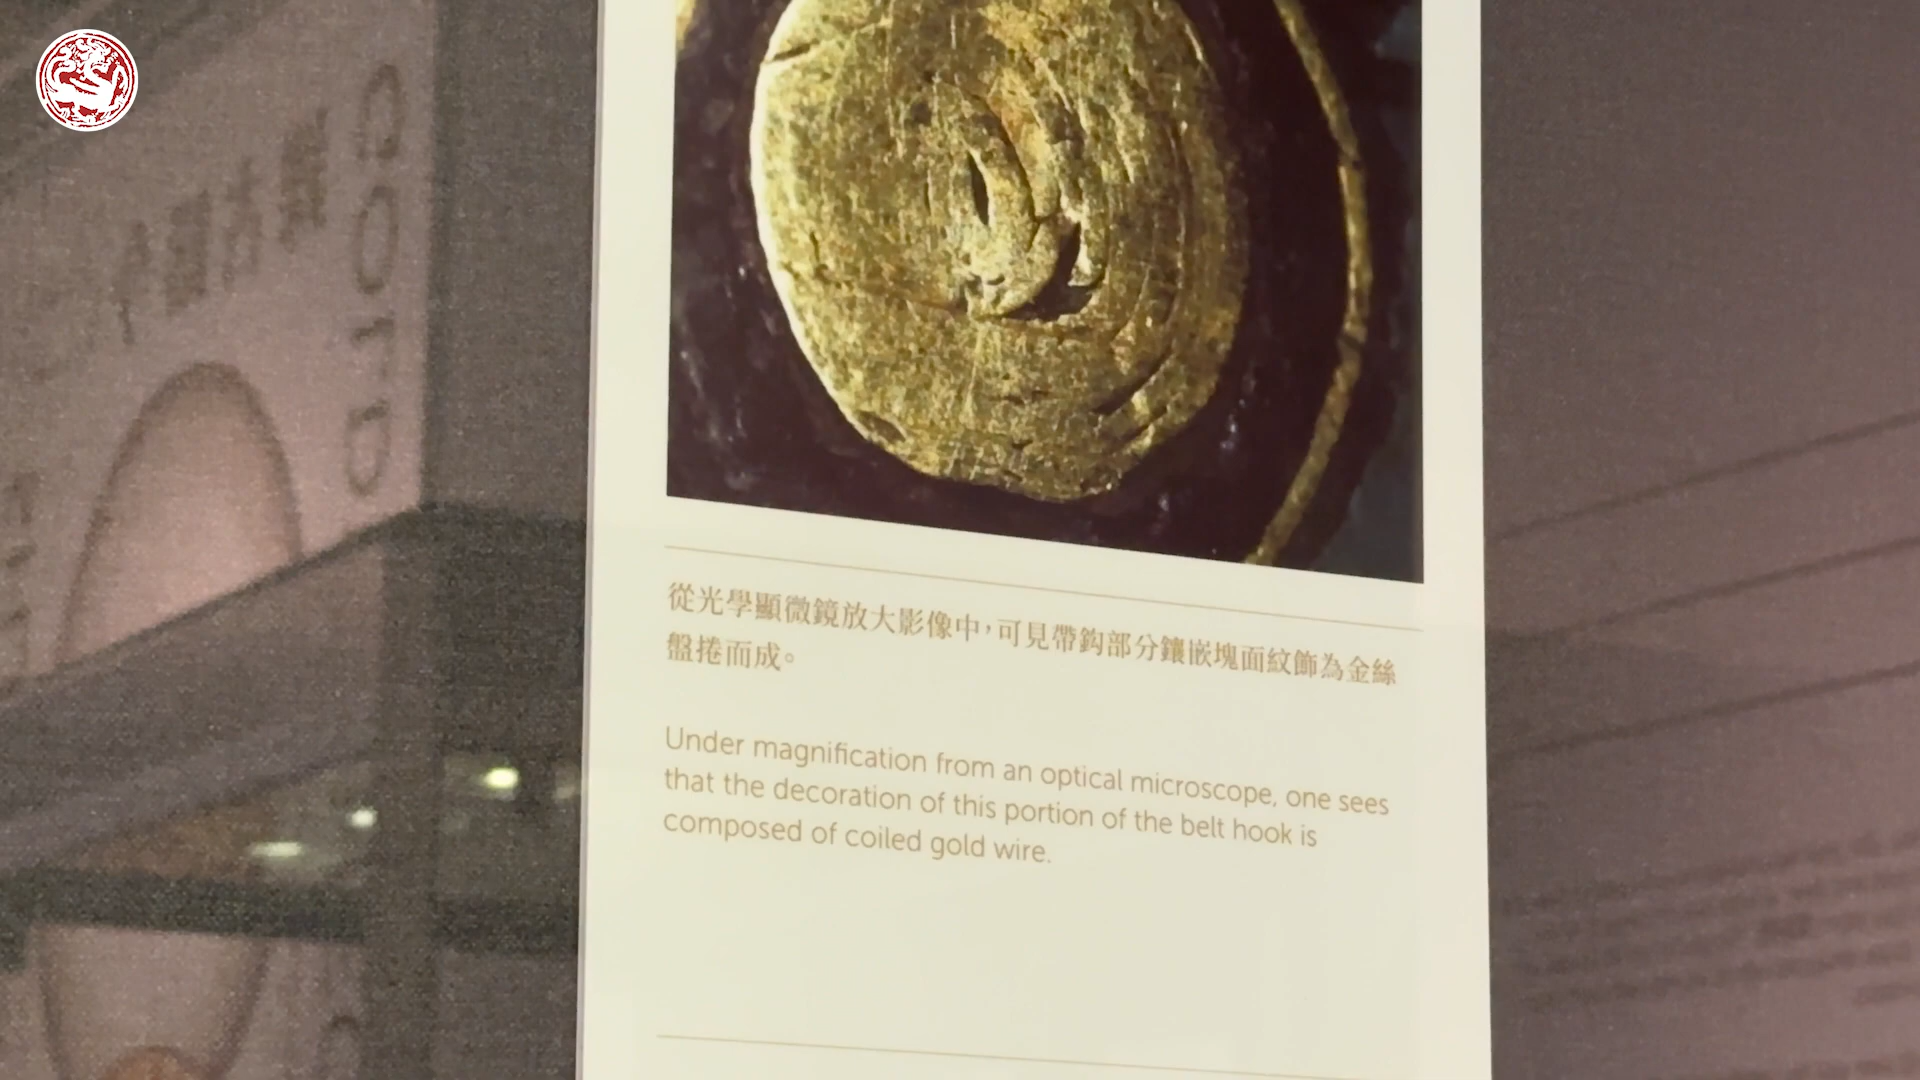 GOLD
從光學顯微鏡放大影像中，可見帶鈎部分鑲嵌塊面紋飾為金絲
盤捲而成。
Under magnification from an optical microscope, one sees
that the decoration of this portion of the belt hook is
composed of coiled gold wire.